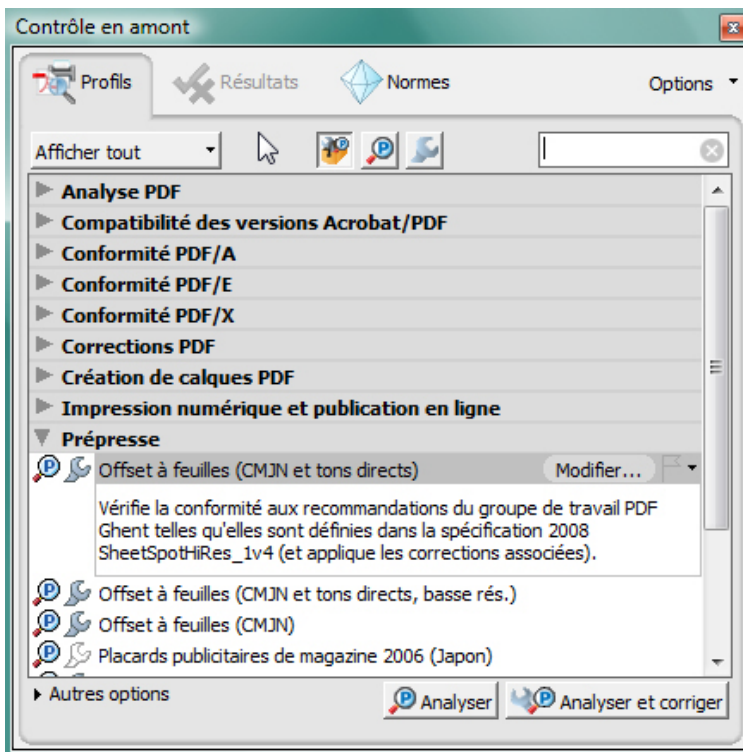 Contrôle en amont
Profils
Résultats
Normes
Options
Afficher tout
Analyse PDF
Compatibilité des versions Acrobat/PDF
Conformité PDF/A
Conformité PDF/E
Conformité PDF/X
Corrections PDF
Création de calques PDF
Impression numérique et publication en ligne
Prépresse
Offset à feuilles (CMJN et tons directs) Modifier...
Vérifie la conformité aux recommandations du groupe de travail PDF
Ghent telles qu'elles sont définies dans la spécification 2008
SheetSpotHiRes_1v4 (et applique les corrections associées).
Offset à feuilles (CMJN et tons directs, basse rés.)
Offset à feuilles (CMJN)
Placards publicitaires de magazine 2006 (Japon)
Autres options
Analyser
Analyser et corriger